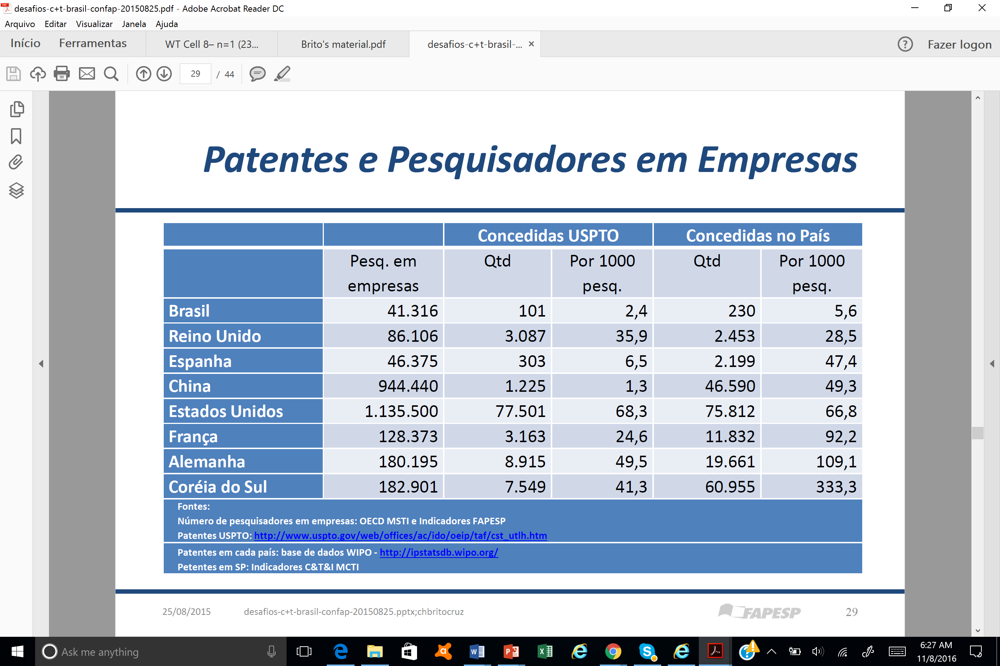 desafios-c+t-brasil-confap-20150825.pdf - Adobe Acrobat Reader DC
Arquivo Editar Visualizar Janela Ajuda
Início Ferramentas WT Cell 8– n=1 (23... Brito's material.pdf desafios-c+t-brasil-... × ? Fazer logon
29 / 44
Patentes e Pesquisadores em Empresas
Concedidas USPTO Concedidas no País
Pesq. em empresas Qtd Por 1000 pesq. Qtd Por 1000 pesq.
Brasil 41.316 101 2,4 230 5,6
Reino Unido 86.106 3.087 35,9 2.453 28,5
Espanha 46.375 303 6,5 2.199 47,4
China 944.440 1.225 1,3 46.590 49,3
Estados Unidos 1.135.500 77.501 68,3 75.812 66,8
França 128.373 3.163 24,6 11.832 92,2
Alemanha 180.195 8.915 49,5 19.661 109,1
Coréia do Sul 182.901 7.549 41,3 60.955 333,3
Fontes:
Número de pesquisadores em empresas: OECD MSTI e Indicadores FAPESP
Patentes USPTO: http://www.uspto.gov/web/offices/ac/ido/oeip/taf/cst_utlh.htm
Patentes em cada país: base de dados WIPO - http://ipstatsdb.wipo.org/
Petentes em SP: Indicadores C&T&I MCTI
25/08/2015 desafios-c+t-brasil-confap-20150825.pptx;chbritocruz FAPESP 29
Ask me anything
6:27 AM
11/8/2016